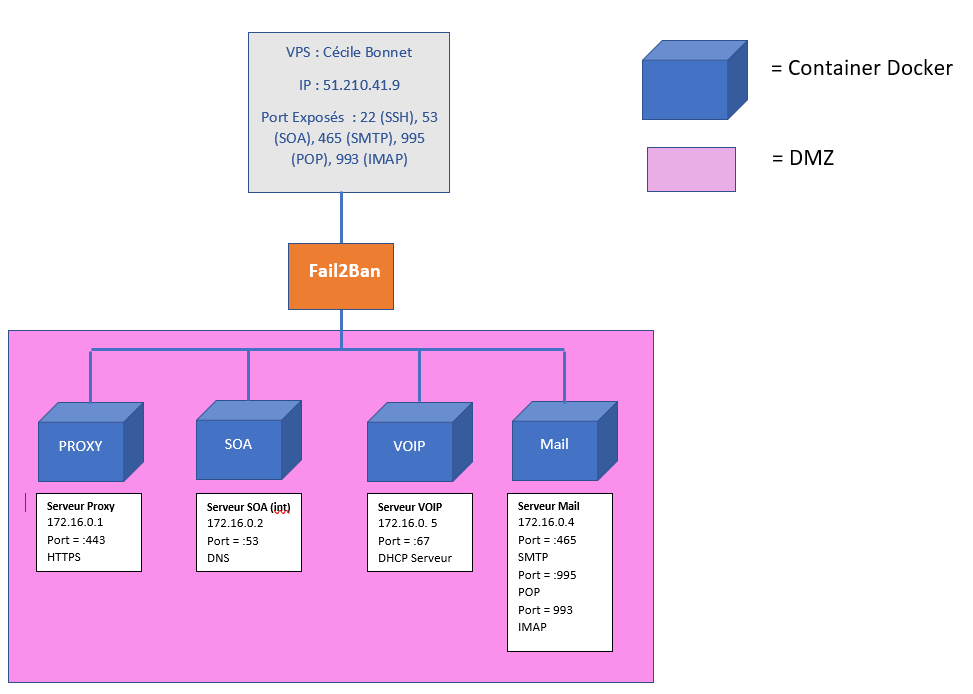 VPS : Cécile Bonnet
IP : 51.210.41.9
Port Exposés : 22 (SSH), 53
(SOA), 465 (SMTP), 995
(POP), 993 (IMAP)
= Container Docker
= DMZ
Fail2Ban
PROXY
SOA
VOIP
Mail
Serveur Proxy
172.16.0.1
Port = :443
HTTPS
Serveur SOA (int)
172.16.0.2
Port = :53
DNS
Serveur VOIP
172.16.0. 5
Port = :67
DHCP Serveur
Serveur Mail
172.16.0.4
Port = :465
SMTP
Port = :995
POP
Port = 993
IMAP